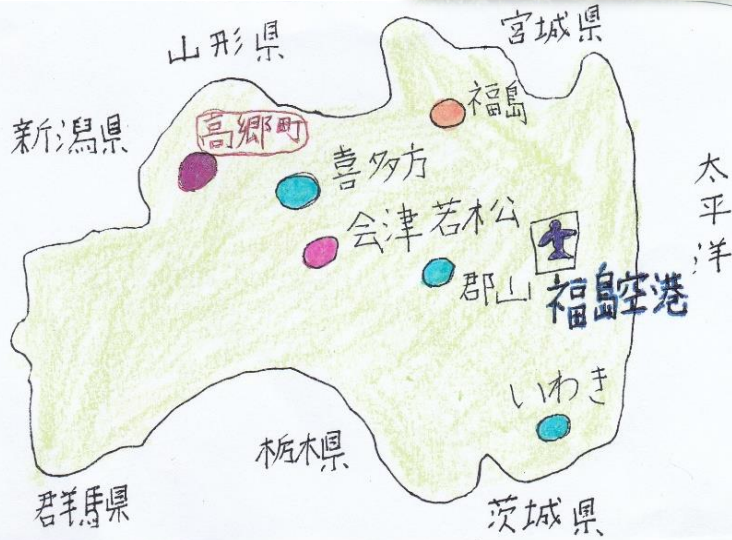 山形県
宮城県
新潟県
高郷町
福島
喜多方
太平洋
会津若松
郡山
福島空港
いわき
栃木県
群馬県
茨城県